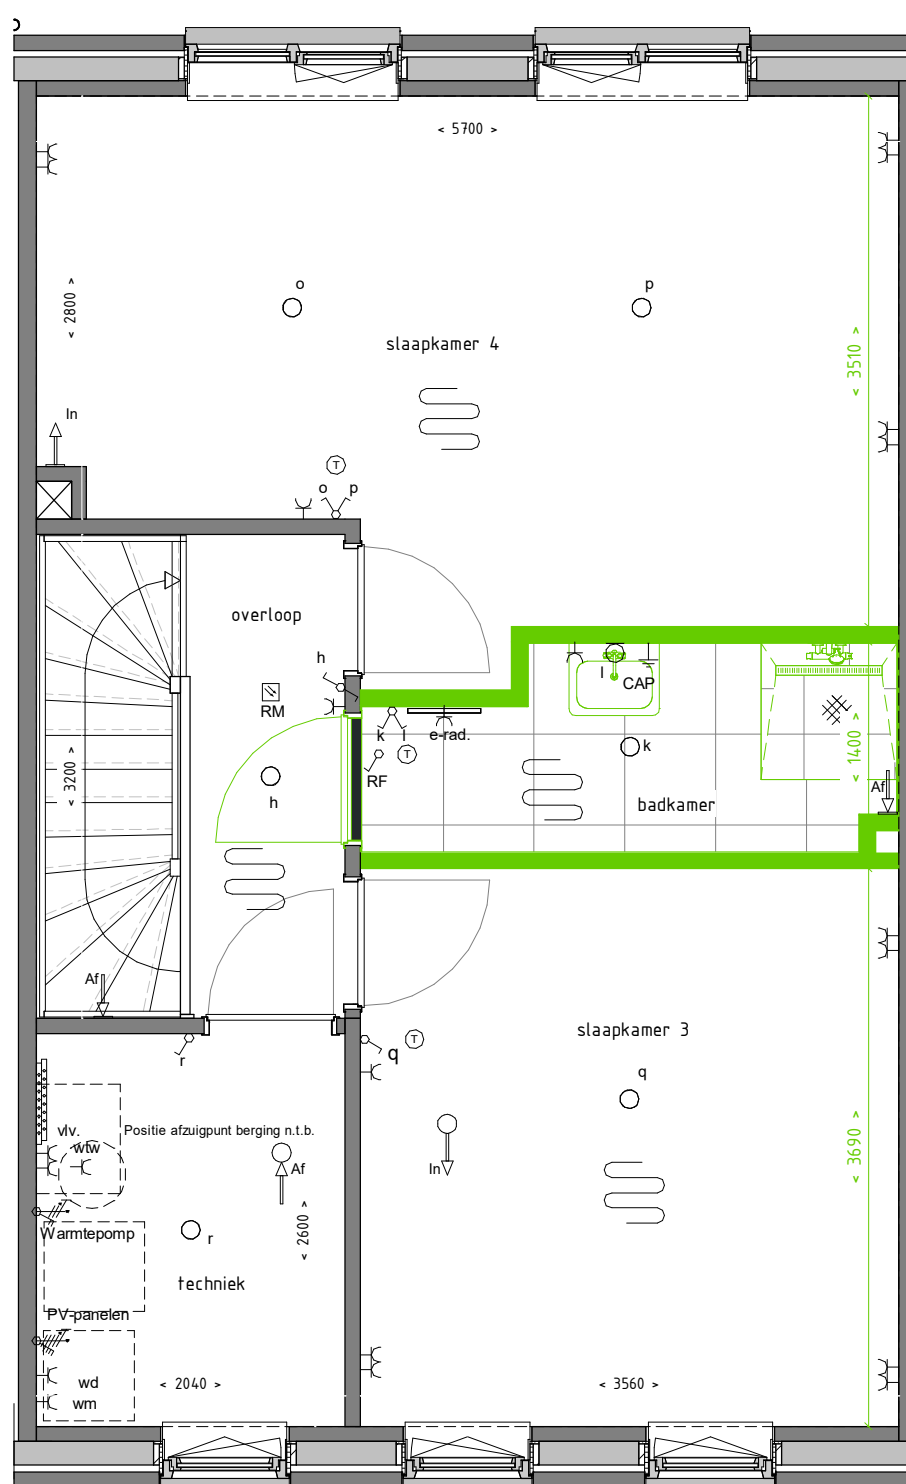 < 5700 >
o
p
< 2800 >
slaapkamer 4
< 3510 >
In
T
o
p
overloop
h
l
CAP
RM
k
l
e-rad.
k
T
< 3200 >
RF
< 1400 >
h
Af
badkamer
Af
slaapkamer 3
q
T
r
q
vlv.
Positie afzuigpunt berging n.t.b.
wtw
< 3690 >
Af
In
Warmtepomp
r
< 2600 >
techniek
PV-panelen
wd
< 2040 >
< 3560 >
wm